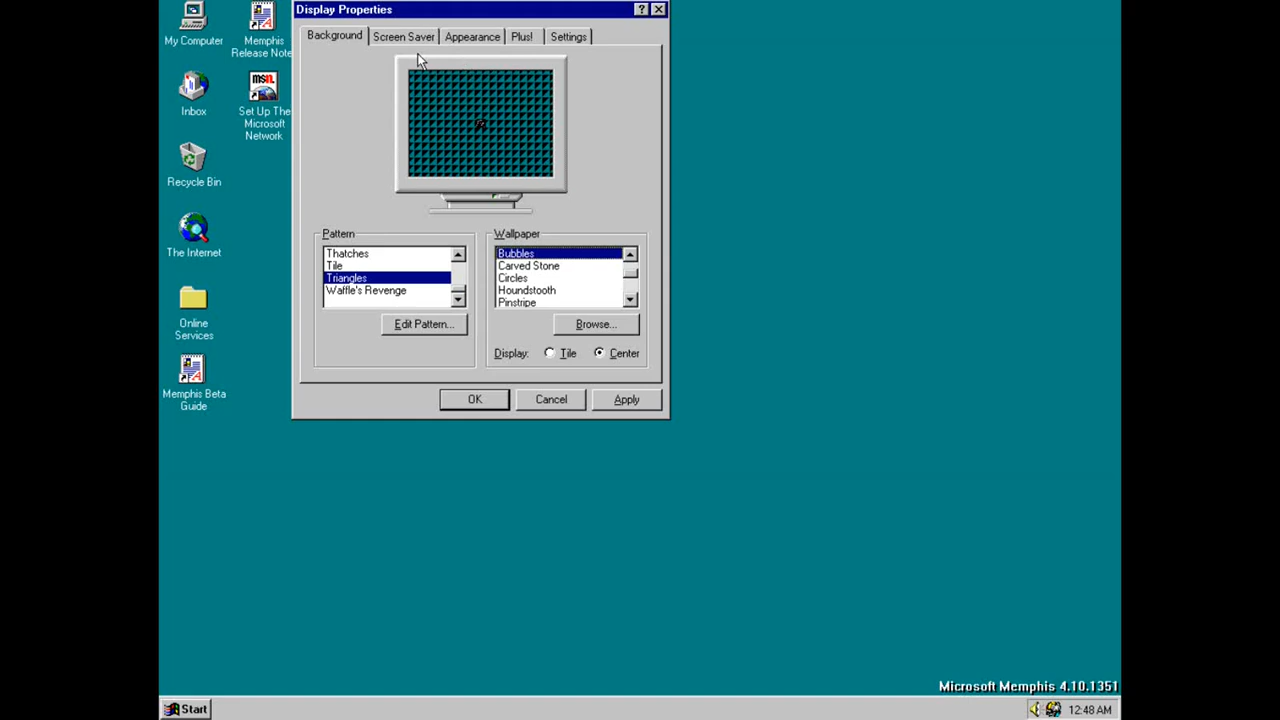 Display Properties
Background
Screen Saver
Appearance
Plus!
Settings
My Computer
Memphis
Release Note
Inbox
msn
Set Up The
Microsoft
Network
Recycle Bin
The Internet
Online
Services
Memphis Beta
Guide
Pattern
Thatches
Tile
Triangles
Waffle's Revenge
Edit Pattern...
Wallpaper
Bubbles
Carved Stone
Circles
Houndstooth
Pinstripe
Browse...
Display:
Tile
Center
OK
Cancel
Apply
Microsoft Memphis 4.10.1351
Start
12:48 AM